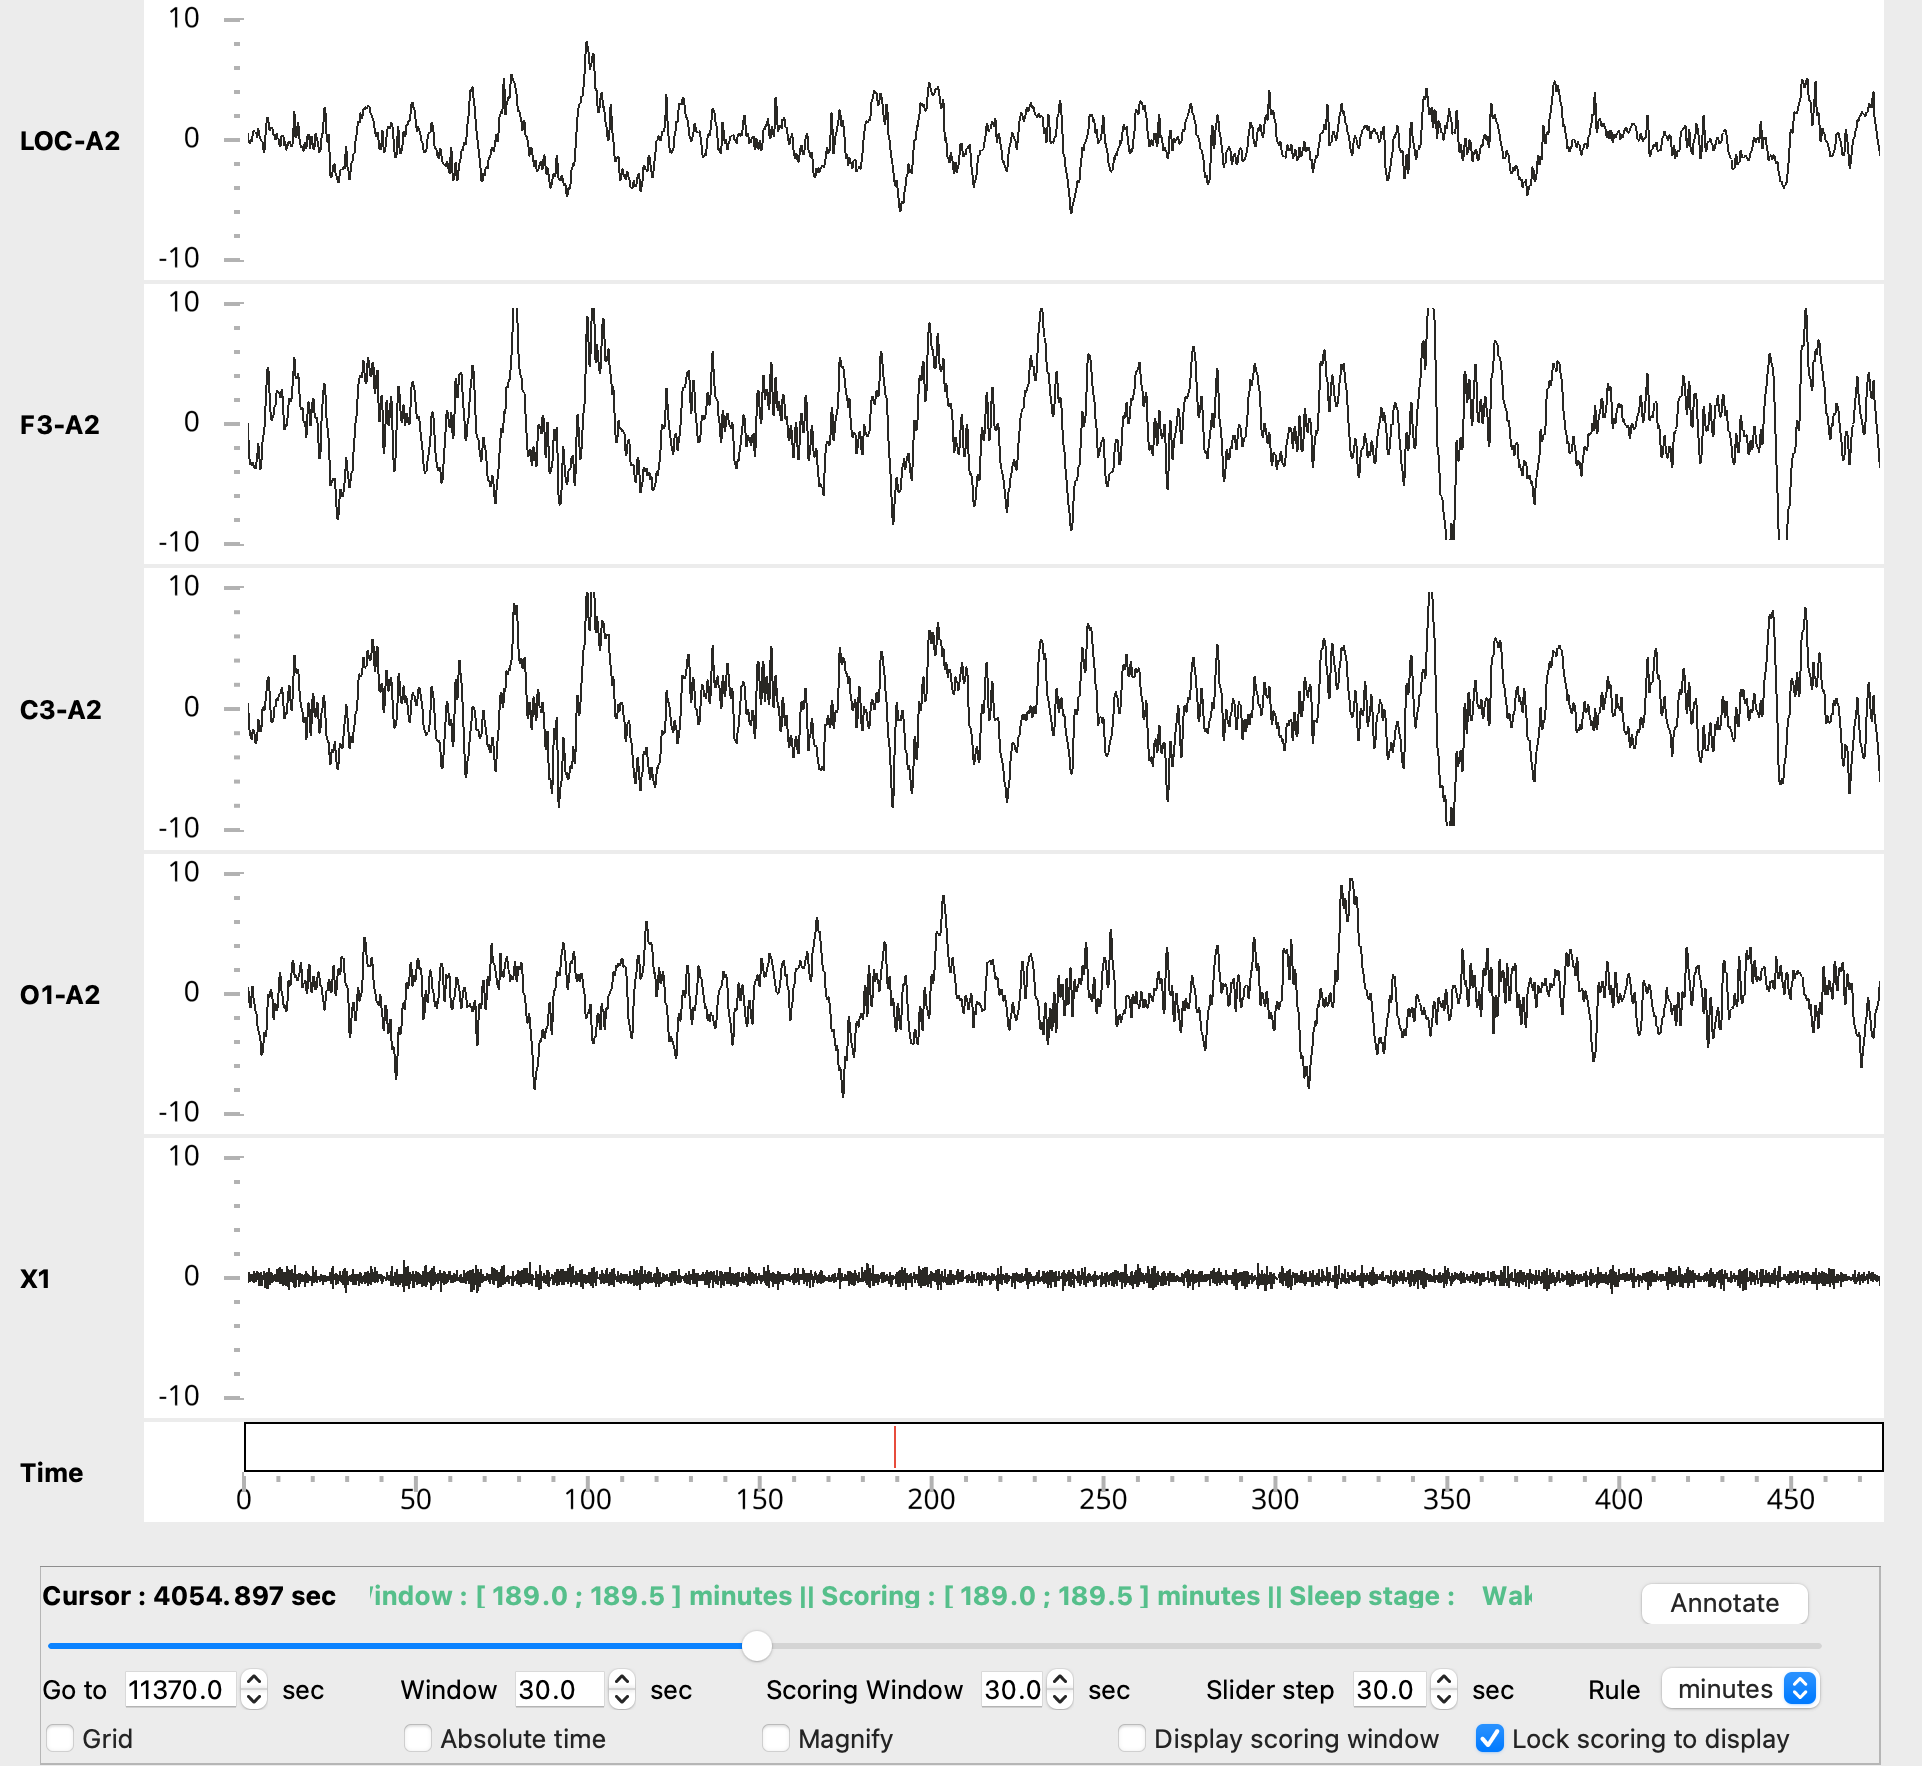 10
LOC-A2
0
-10
10
F3-A2
0
-10
10
C3-A2
0
-10
10
O1-A2
0
-10
10
X1
0
-10
Time
0 50 100 150 200 250 300 350 400 450
Cursor : 4054.897 sec indow : [ 189.0 ; 189.5 ] minutes || Scoring : [ 189.0 ; 189.5 ] minutes || Sleep stage : Wak Annotate
Go to 11370.0 sec Window 30.0 sec Scoring Window 30.0 sec Slider step 30.0 sec Rule minutes
Grid Absolute time Magnify Display scoring window Lock scoring to display